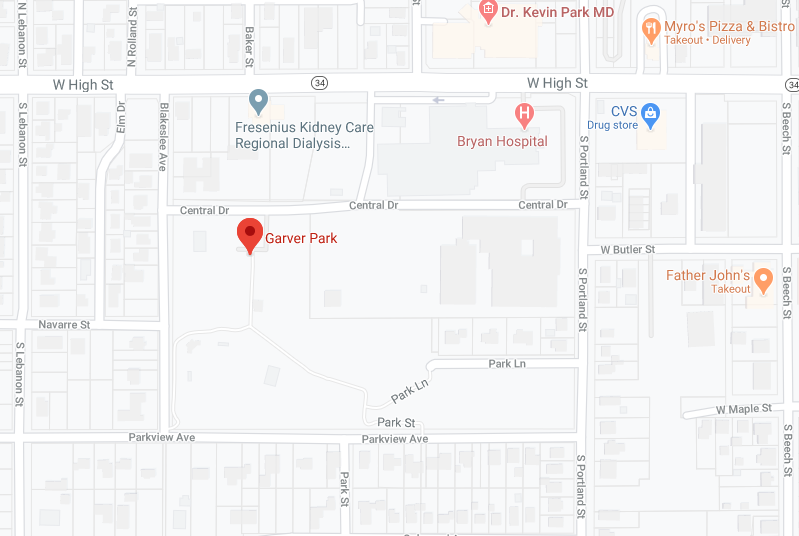 N Lebanon St
N Rolland St
Baker St
Dr. Kevin Park MD
Myro's Pizza & Bistro
Takeout • Delivery
W High St
34
W High St
34
S Lebanon St
Elm Dr
Blakeslee Ave
Fresenius Kidney Care
Regional Dialysis...
H
Bryan Hospital
CVS
Drug store
S Portland St
S Beech St
Central Dr
Central Dr
Central Dr
Garver Park
W Butler St
Father John's
Takeout
S Portland St
S Beech St
Navarre St
S Lebanon St
Park Ln
Park Ln
W Maple St
Park St
Parkview Ave
Parkview Ave
Park St
S Portland St
S Beech St